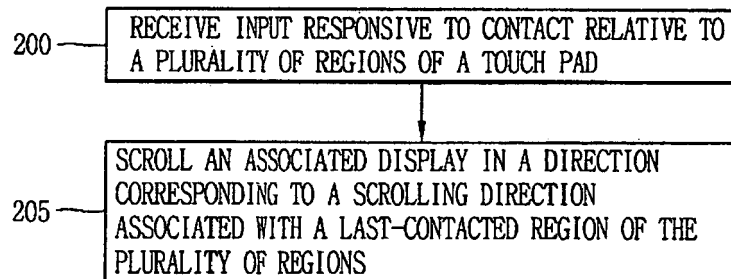 200
RECEIVE INPUT RESPONSIVE TO CONTACT RELATIVE TO
A PLURALITY OF REGIONS OF A TOUCH PAD
205
SCROLL AN ASSOCIATED DISPLAY IN A DIRECTION
CORRESPONDING TO A SCROLLING DIRECTION
ASSOCIATED WITH A LAST-CONTACTED REGION OF THE
PLURALITY OF REGIONS